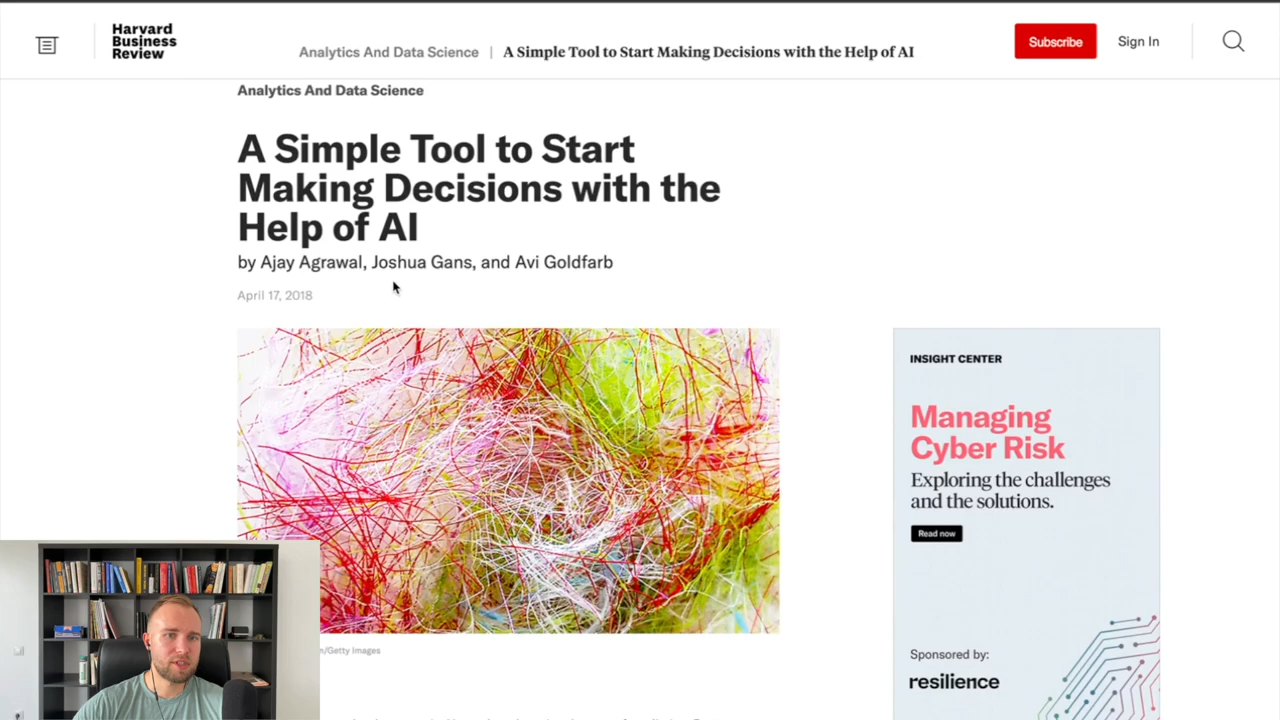 Harvard
Business
Review
Analytics And Data Science | A Simple Tool to Start Making Decisions with the Help of AI
Subscribe
Sign In
Analytics And Data Science
A Simple Tool to Start
Making Decisions with the
Help of AI
by Ajay Agrawal, Joshua Gans, and Avi Goldfarb
April 17, 2018
INSIGHT CENTER
Managing
Cyber Risk
Exploring the challenges
and the solutions.
Read now
Sponsored by:
resilience
/Getty Images